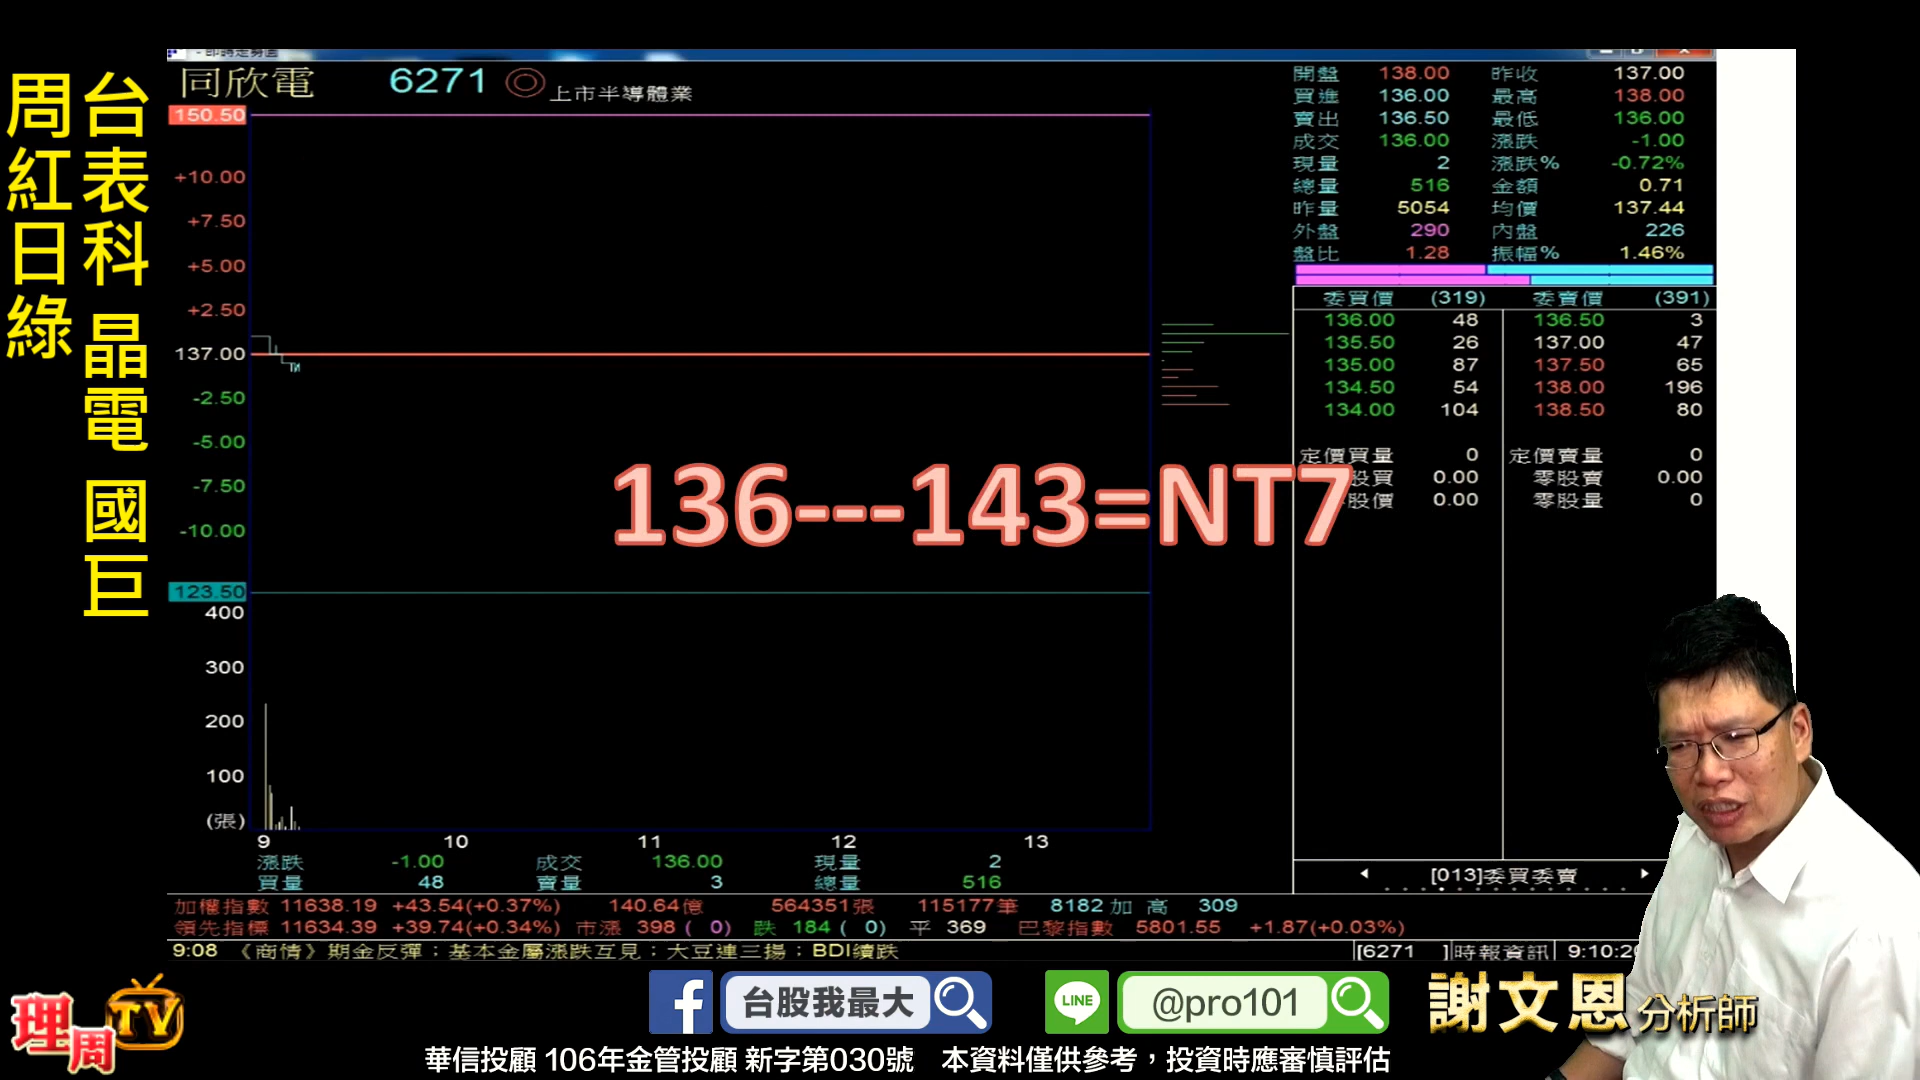 台表科 晶電 國巨
周紅日綠
同欣電 6271 ◎ 上市半導體業
150.50
+10.00
+7.50
+5.00
+2.50
137.00
-2.50
-5.00
-7.50
-10.00
123.50
400
300
200
100
(張)
9 10 11 12 13
漲跌 -1.00 成交 136.00 現量 2
買量 48 賣量 3 總量 516
開盤 138.00 昨收 137.00
買進 136.00 最高 138.00
賣出 136.50 最低 136.00
成交 136.00 漲跌 -1.00
現量 2 漲跌% -0.72%
總量 516 金額 0.71
昨量 5054 均價 137.44
外盤 290 內盤 226
盤比 1.28 振幅% 1.46%
委買價 (319) 委賣價 (391)
136.00 48 136.50 3
135.50 26 137.00 47
135.00 87 137.50 65
134.50 54 138.00 196
134.00 104 138.50 80
定價買量 0 定價賣量 0
股買 0.00 零股賣 0.00
股價 0.00 零股量 0
136---143=NT7
[013]委買委賣
加權指數 11638.19 +43.54(+0.37%) 140.64億 564351張 115177筆 8182 加 高 309
領先指標 11634.39 +39.74(+0.34%) 市漲 398 ( 0) 跌 184 ( 0) 平 369 巴黎指數 5801.55 +1.87(+0.03%)
9:08 《商情》期金反彈；基本金屬漲跌互見；大豆連三揚；BDI續跌
[6271 ]時報資訊 9:10:20
理周TV
f 台股我最大
LINE @pro101
謝文恩 分析師
華信投顧 106年金管投顧 新字第030號 本資料僅供參考，投資時應審慎評估